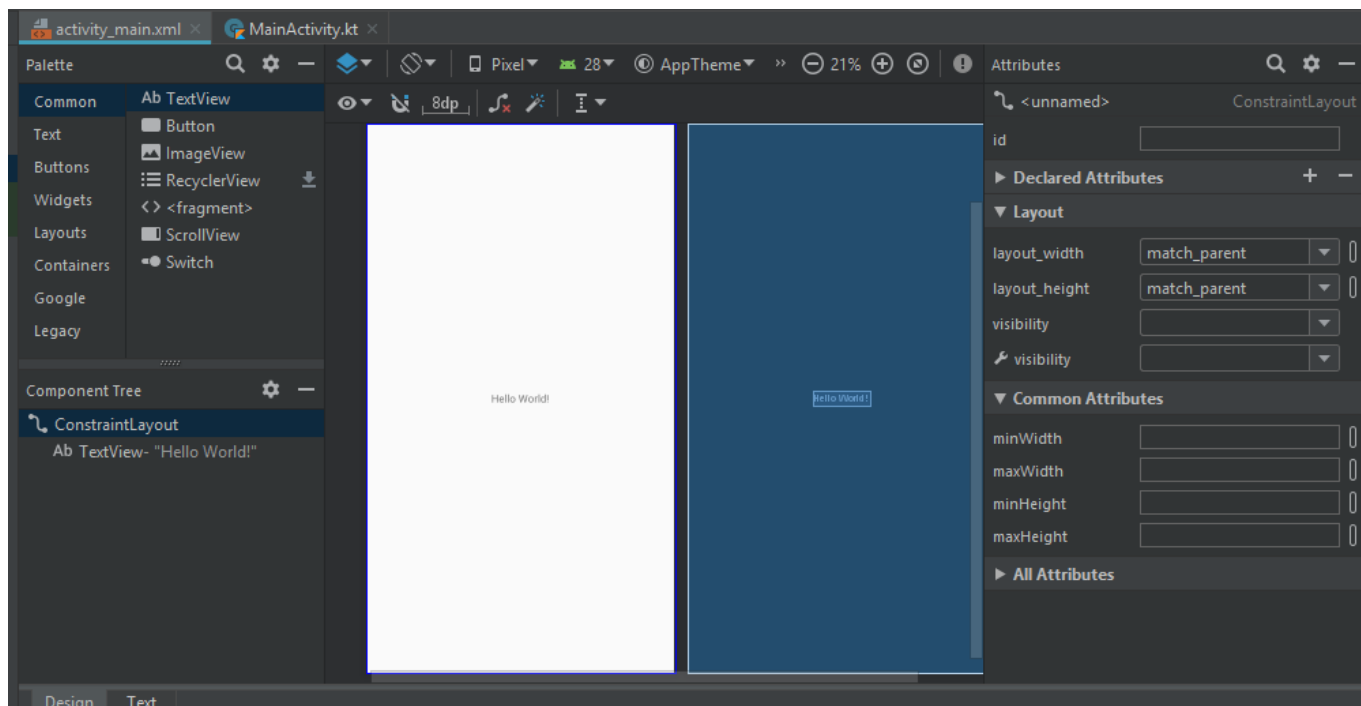 activity_main.xml
MainActivity.kt
Palette
Common
Text
Buttons
Widgets
Layouts
Containers
Google
Legacy
Ab TextView
Button
ImageView
RecyclerView
<> <fragment>
ScrollView
Switch
Component Tree
ConstraintLayout
Ab TextView- "Hello World!"
Pixel
28
AppTheme
»
21%
8dp
Hello World!
Hello World!
Attributes
<unnamed>
ConstraintLayout
id
Declared Attributes
Layout
layout_width
match_parent
layout_height
match_parent
visibility
visibility
Common Attributes
minWidth
maxWidth
minHeight
maxHeight
All Attributes
Design
Text